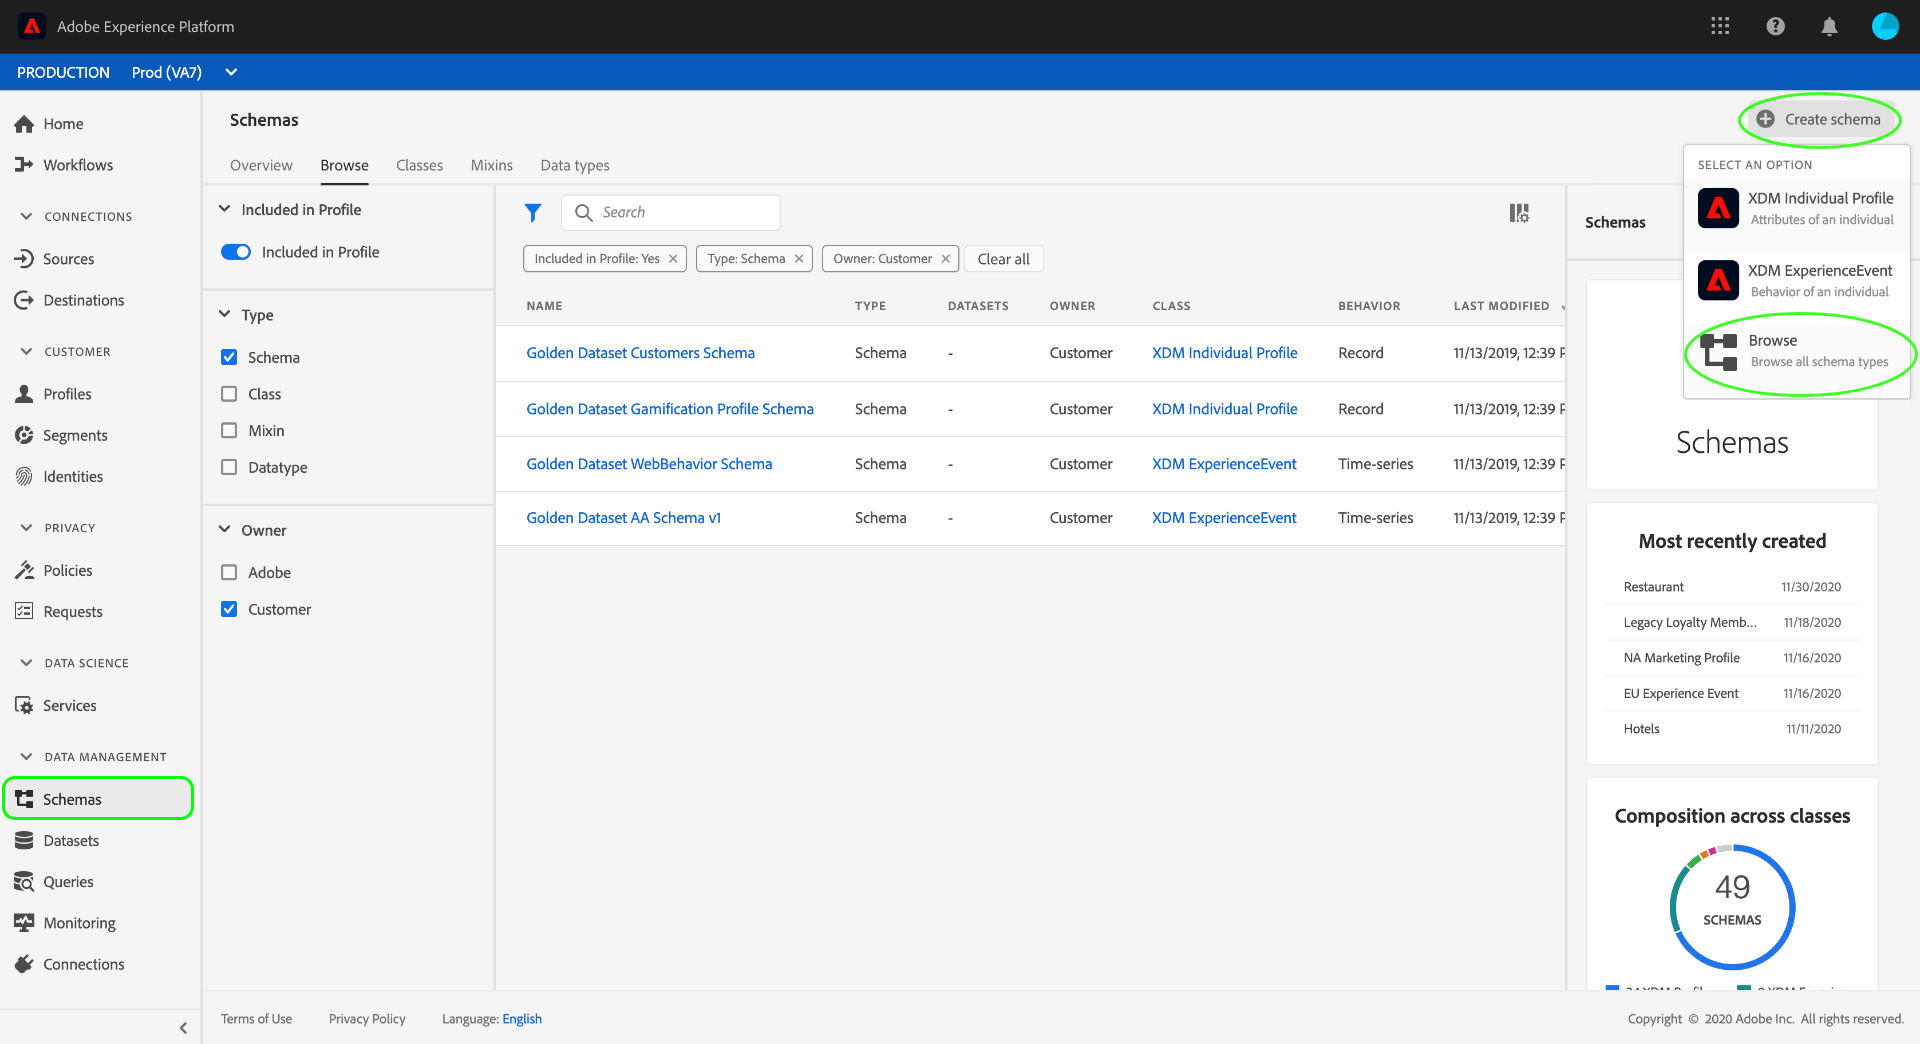 Adobe Experience Platform
PRODUCTION Prod (VA7)
Home
Workflows
CONNECTIONS
Sources
Destinations
CUSTOMER
Profiles
Segments
Identities
PRIVACY
Policies
Requests
DATA SCIENCE
Services
DATA MANAGEMENT
Schemas
Datasets
Queries
Monitoring
Connections
Schemas
Overview Browse Classes Mixins Data types
Included in Profile
Included in Profile
Type
Schema
Class
Mixin
Datatype
Owner
Adobe
Customer
Search
Included in Profile: Yes Type: Schema Owner: Customer Clear all
NAME TYPE DATASETS OWNER CLASS BEHAVIOR LAST MODIFIED
Golden Dataset Customers Schema Schema - Customer XDM Individual Profile Record 11/13/2019, 12:39 P
Golden Dataset Gamification Profile Schema Schema - Customer XDM Individual Profile Record 11/13/2019, 12:39 P
Golden Dataset WebBehavior Schema Schema - Customer XDM ExperienceEvent Time-series 11/13/2019, 12:39 P
Golden Dataset AA Schema v1 Schema - Customer XDM ExperienceEvent Time-series 11/13/2019, 12:39 P
Create schema
SELECT AN OPTION
XDM Individual Profile
Attributes of an individual
XDM ExperienceEvent
Behavior of an individual
Browse
Browse all schema types
Schemas
Schemas
Most recently created
Restaurant 11/30/2020
Legacy Loyalty Memb... 11/18/2020
NA Marketing Profile 11/16/2020
EU Experience Event 11/16/2020
Hotels 11/11/2020
Composition across classes
49
SCHEMAS
Terms of Use Privacy Policy Language: English
Copyright © 2020 Adobe Inc. All rights reserved.